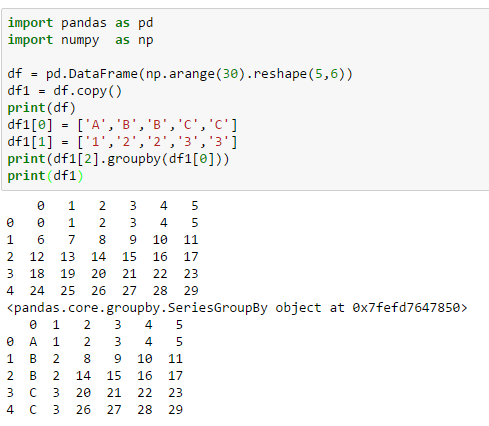 import pandas as pd
import numpy  as np

df = pd.DataFrame(np.arange(30).reshape(5,6))
df1 = df.copy()
print(df)
df1[0] = ['A','B','B','C','C']
df1[1] = ['1','2','2','3','3']
print(df1[2].groupby(df1[0]))
print(df1)
    0   1   2   3   4   5
0   0   1   2   3   4   5
1   6   7   8   9  10  11
2  12  13  14  15  16  17
3  18  19  20  21  22  23
4  24  25  26  27  28  29
<pandas.core.groupby.SeriesGroupBy object at 0x7fefd7647850>
   0  1   2   3   4   5
0  A  1   2   3   4   5
1  B  2   8   9  10  11
2  B  2  14  15  16  17
3  C  3  20  21  22  23
4  C  3  26  27  28  29